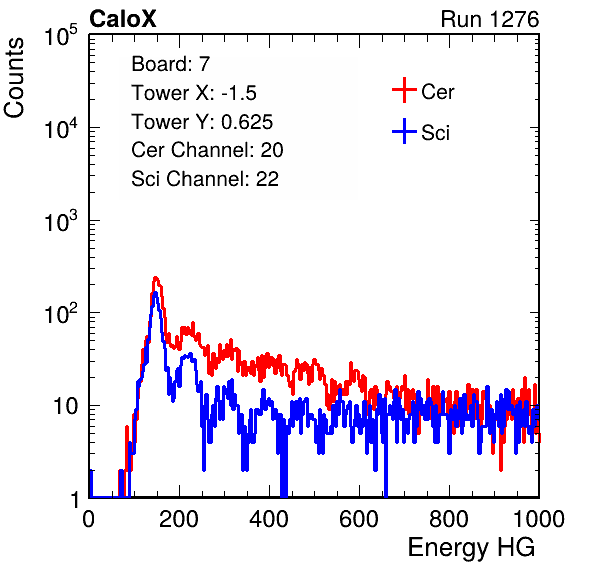 CaloX Run 1276
Counts
10^5
10^4
10^3
10^2
10
1
Board: 7
Tower X: -1.5
Tower Y: 0.625
Cer Channel: 20
Sci Channel: 22
Cer
Sci
0 200 400 600 800 1000
Energy HG